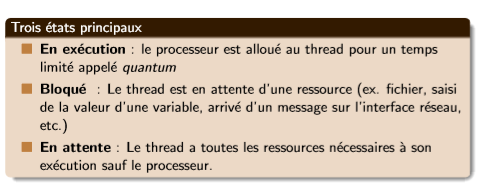 Trois états principaux
En exécution : le processeur est alloué au thread pour un temps
limité appelé quantum
Bloqué : Le thread est en attente d'une ressource (ex. fichier, saisi
de la valeur d'une variable, arrivé d'un message sur l'interface réseau,
etc.)
En attente : Le thread a toutes les ressources nécessaires à son
exécution sauf le processeur.